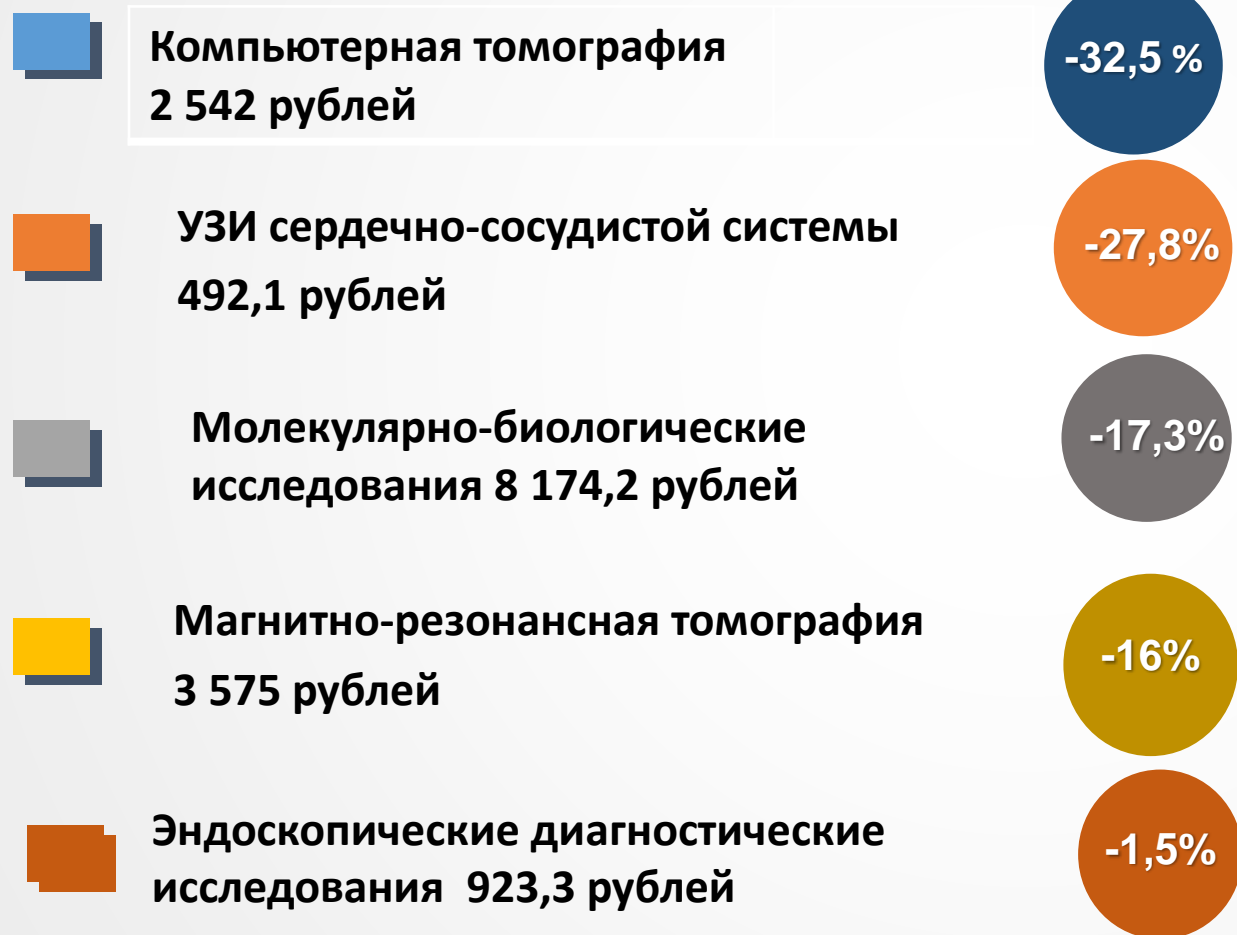 Компьютерная томография
2 542 рублей
-32,5 %
УЗИ сердечно-сосудистой системы
492,1 рублей
-27,8%
Молекулярно-биологические
исследования 8 174,2 рублей
-17,3%
Магнитно-резонансная томография
3 575 рублей
-16%
Эндоскопические диагностические
исследования 923,3 рублей
-1,5%